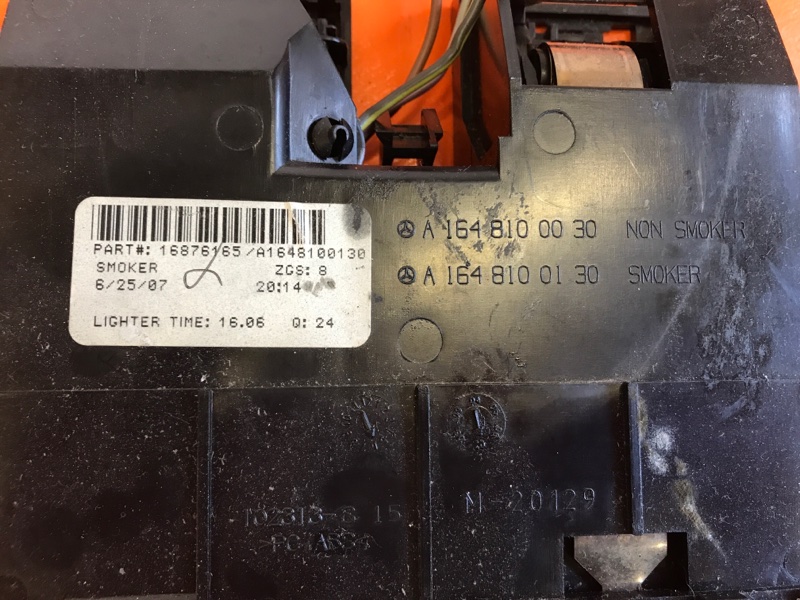 PART#: 16876165/A1648100130
SMOKER ZGS: 8
6/25/07 20:14
LIGHTER TIME: 16.06 Q: 24
A 164 810 00 30 NON SMOKER
A 164 810 01 30 SMOKER
N-20129